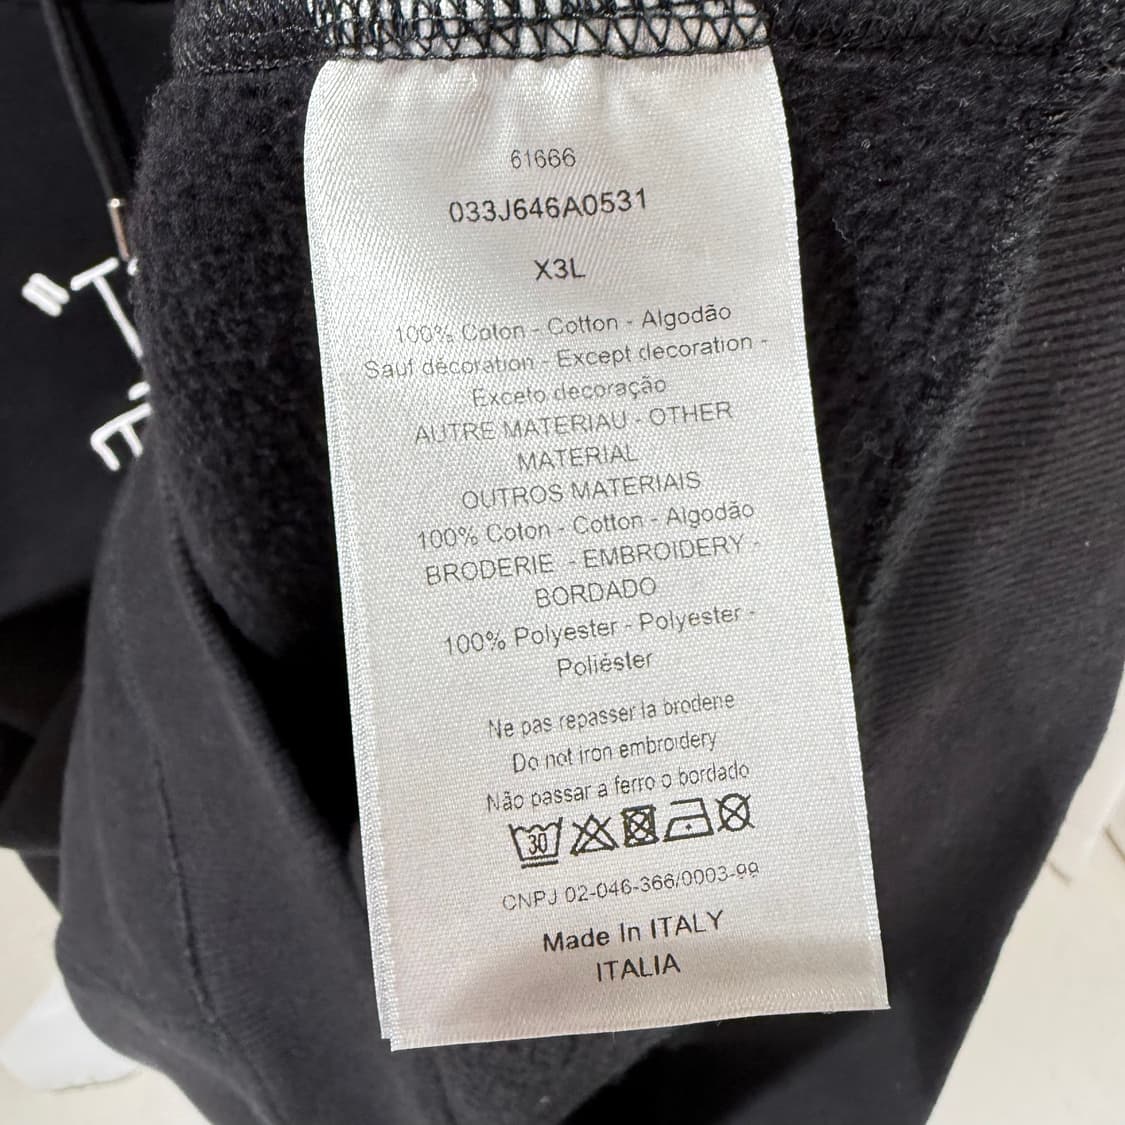 61666
033J646A0531
X3L
100% Coton - Cotton - Algodão
Sauf décoration - Except decoration -
Exceto decoração
AUTRE MATERIAU - OTHER
MATERIAL
OUTROS MATERIAIS
100% Coton - Cotton - Algodão
BRODERIE - EMBROIDERY -
BORDADO
100% Polyester - Polyester -
Poliéster
Ne pas repasser la broderie
Do not iron embroidery
Não passar a ferro o bordado
30
CNPJ 02-046-366/0003-99
Made In ITALY
ITALIA